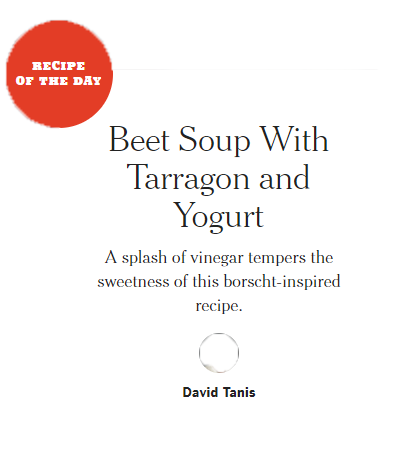 RECIPE
OF THE DAY
Beet Soup With
Tarragon and
Yogurt
A splash of vinegar tempers the
sweetness of this borscht-inspired
recipe.
David Tanis